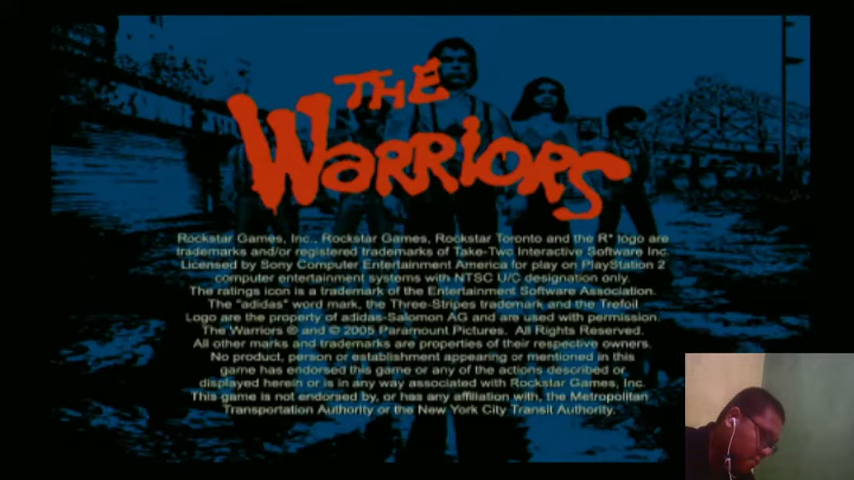 THE
WARRIORS
Rockstar Games, Inc., Rockstar Games, Rockstar Toronto and the R* logo are
trademarks and/or registered trademarks of Take-Two Interactive Software Inc.
Licensed by Sony Computer Entertainment America for play on PlayStation 2
computer entertainment systems with NTSC U/C designation only.
The ratings icon is a trademark of the Entertainment Software Association.
The "adidas" word mark, the Three-Stripes trademark and the Trefoil
Logo are the property of adidas-Salomon AG and are used with permission.
The Warriors ® and © 2005 Paramount Pictures. All Rights Reserved.
All other marks and trademarks are properties of their respective owners.
No product, person or establishment appearing or mentioned in this
game has endorsed this game or any of the actions described or
displayed herein or is in any way associated with Rockstar Games, Inc.
This game is not endorsed by, or has any affiliation with, the Metropolitan
Transportation Authority or the New York City Transit Authority.